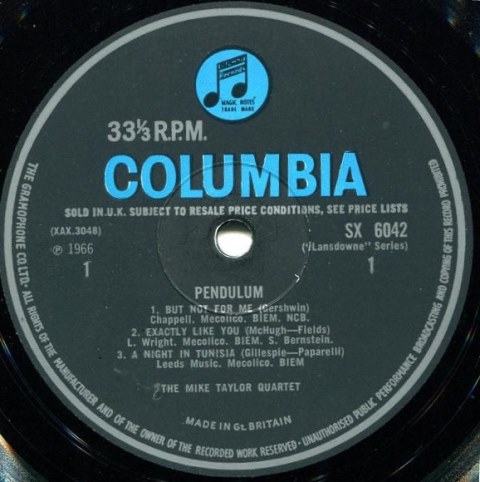 Columbia
Records
MAGIC NOTES
TRADE MARK
33⅓ R.P.M.
COLUMBIA
SOLD IN U.K. SUBJECT TO RESALE PRICE CONDITIONS, SEE PRICE LISTS
(XAX.3048)
SX 6042
℗ 1966
("Lansdowne" Series)
1
1
PENDULUM
1. BUT NOT FOR ME (Gershwin)
Chappell. Mecolico. BIEM. NCB.
2. EXACTLY LIKE YOU (McHugh—Fields)
L. Wright. Mecolico. BIEM. S. Bernstein.
3. A NIGHT IN TUNISIA (Gillespie—Paparelli)
Leeds Music. Mecolico. BIEM
THE MIKE TAYLOR QUARTET
MADE IN Gt. BRITAIN
THE GRAMOPHONE CO. LTD. · ALL RIGHTS OF THE MANUFACTURER AND OF THE OWNER OF THE RECORDED WORK RESERVED · UNAUTHORISED PUBLIC PERFORMANCE BROADCASTING AND COPYING OF THIS RECORD PROHIBITED